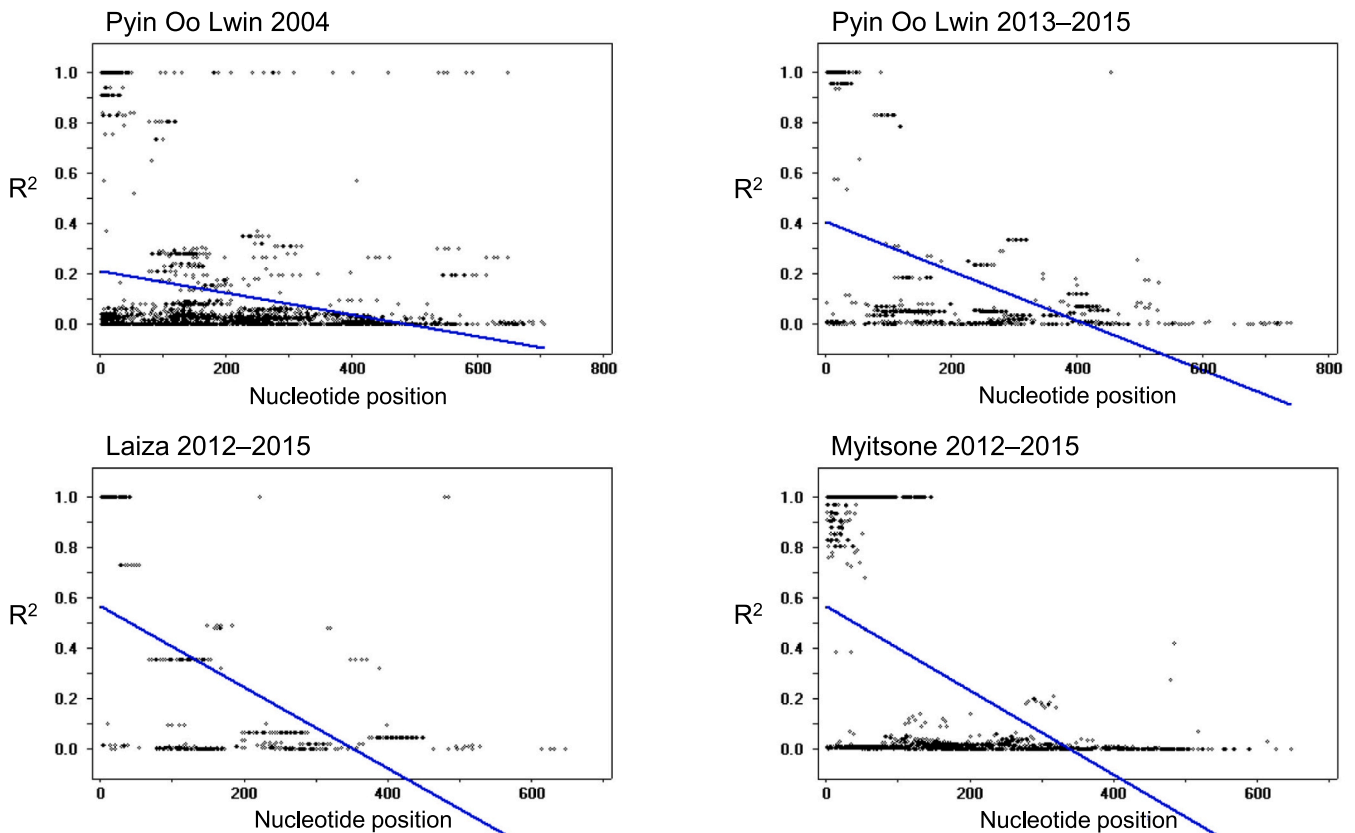 Pyin Oo Lwin 2004
1.0
0.8
0.6
R²
0.4
0.2
0.0
0 200 400 600 800
Nucleotide position
Pyin Oo Lwin 2013–2015
1.0
0.8
0.6
R²
0.4
0.2
0.0
0 200 400 600 800
Nucleotide position
Laiza 2012–2015
1.0
0.8
0.6
R²
0.4
0.2
0.0
0 200 400 600
Nucleotide position
Myitsone 2012–2015
1.0
0.8
0.6
R²
0.4
0.2
0.0
0 200 400 600
Nucleotide position